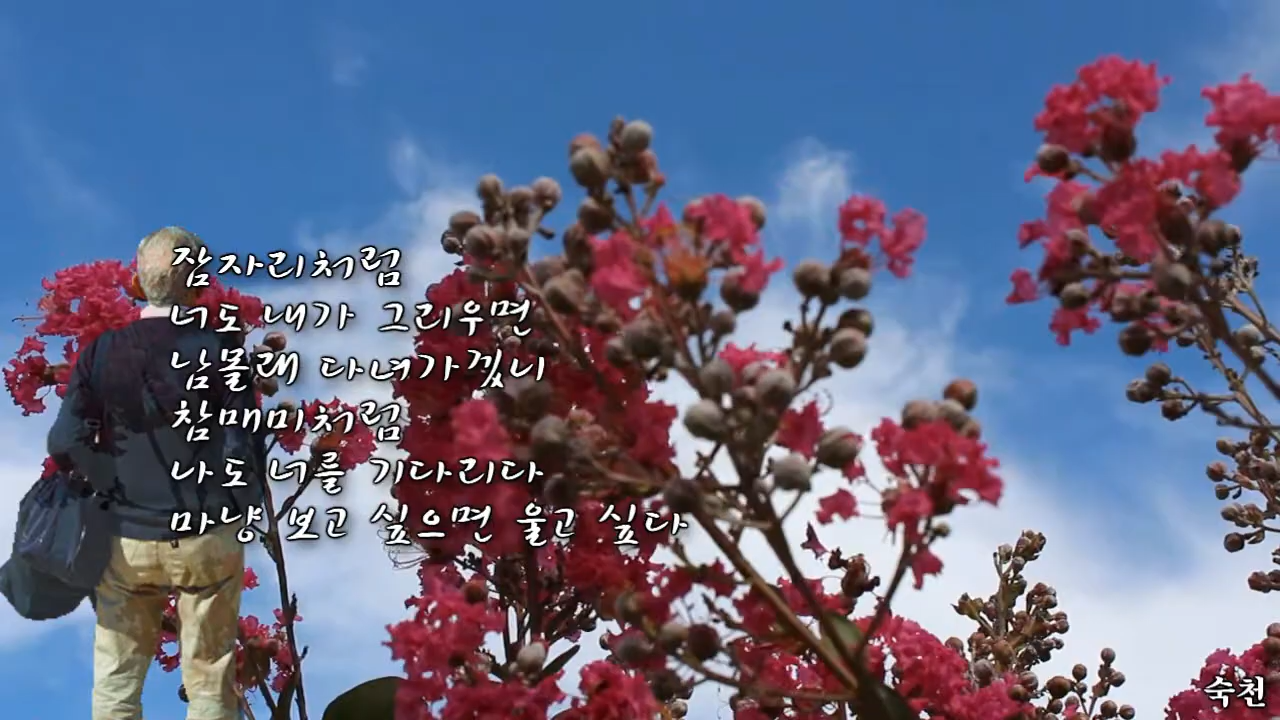 잠자리처럼
너도 내가 그리우면
남몰래 다녀가겠니
참매미처럼
나도 너를 기다리다
마냥 보고 싶으면 울고 싶다
숙천